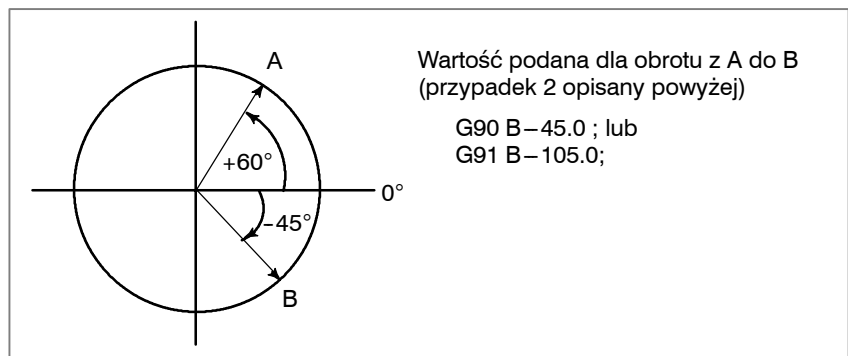 A
Wartość podana dla obrotu z A do B
(przypadek 2 opisany powyżej)
G90 B−45.0 ; lub
G91 B−105.0;
+60°
0°
−45°
B